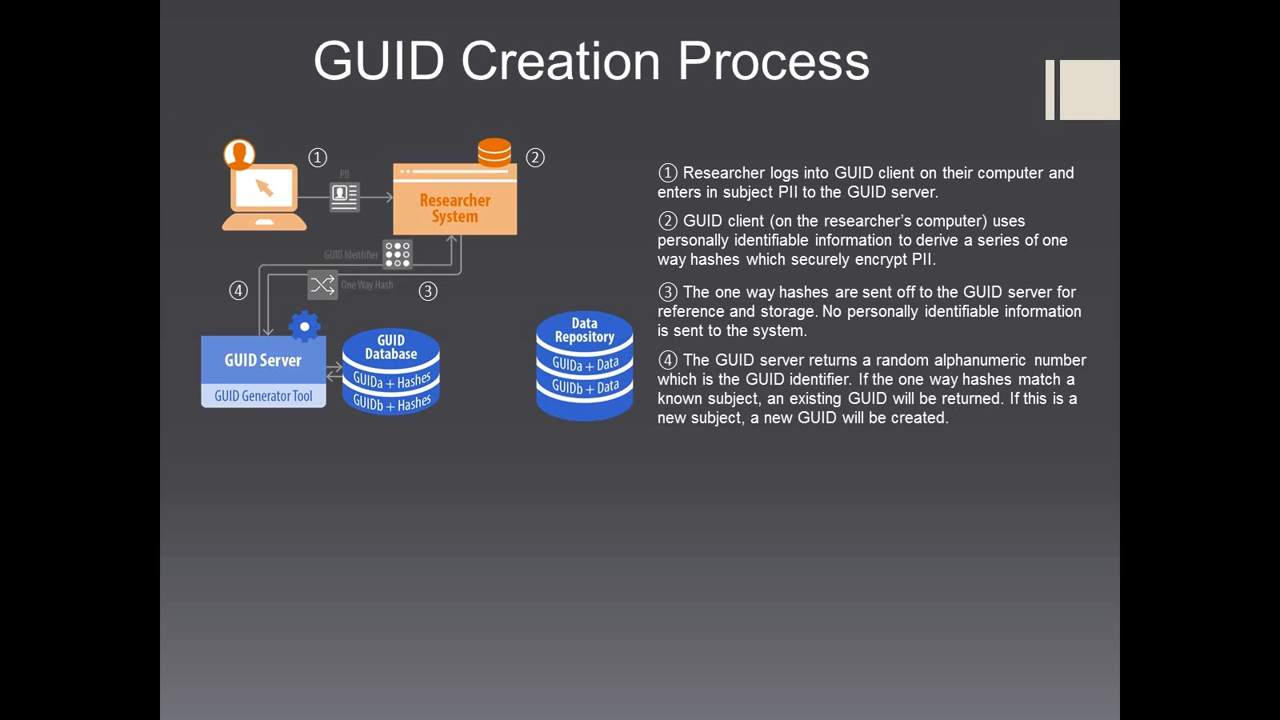 GUID Creation Process
①
②
PII
Researcher
System
GUID Identifier
One Way Hash
④
③
GUID Server
GUID Generator Tool
GUID
Database
GUIDa + Hashes
GUIDb + Hashes
Data
Repository
GUIDa + Data
GUIDb + Data
① Researcher logs into GUID client on their computer and
enters in subject PII to the GUID server.
② GUID client (on the researcher's computer) uses
personally identifiable information to derive a series of one
way hashes which securely encrypt PII.
③ The one way hashes are sent off to the GUID server for
reference and storage. No personally identifiable information
is sent to the system.
④ The GUID server returns a random alphanumeric number
which is the GUID identifier. If the one way hashes match a
known subject, an existing GUID will be returned. If this is a
new subject, a new GUID will be created.